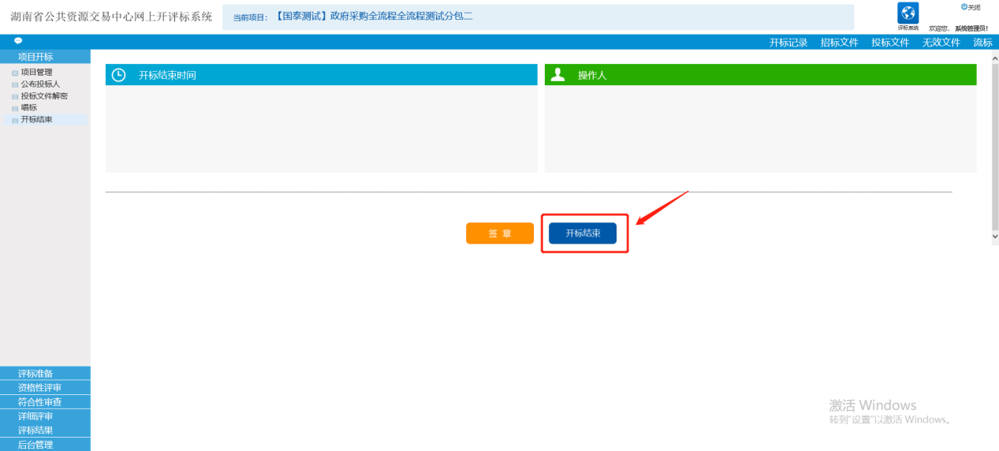 湖南省公共资源交易中心网上开评标系统
当前项目：【国泰测试】政府采购全流程全流程测试分包二
评标系统
关闭
欢迎您，系统管理员!
开标记录 招标文件 投标文件 无效文件 流标
项目开标
项目管理
公布投标人
投标文件解密
唱标
开标结束
开标结束时间
操作人
签 章
开标结束
评标准备
资格性评审
符合性审查
详细评审
评标结果
后台管理
激活 Windows
转到"设置"以激活 Windows。